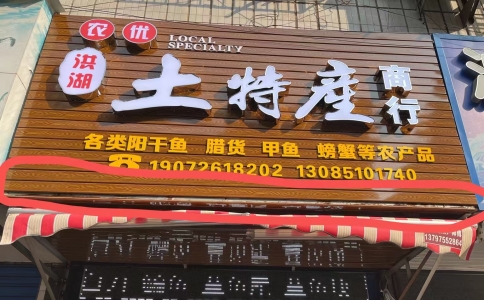 农优
LOCAL
SPECIALTY
洪湖
土特产
商行
各类阳干鱼 腊货 甲鱼 螃蟹等农产品
☎19072618202 13085101740